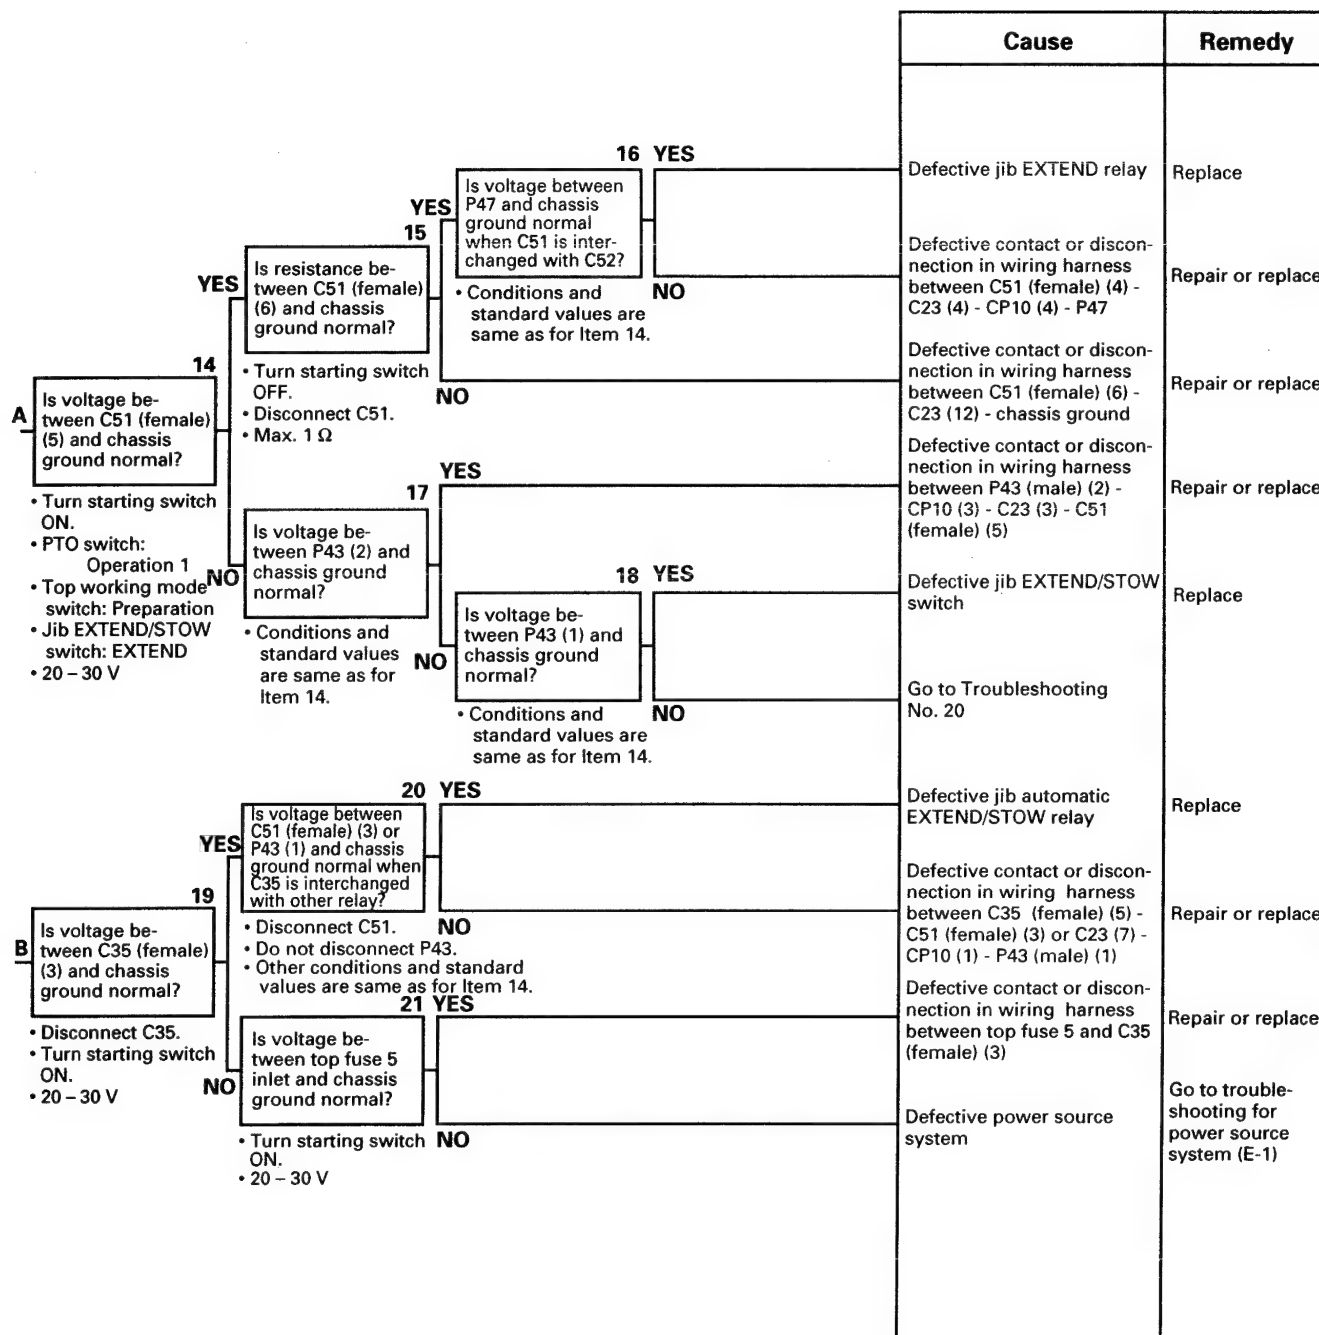 Cause
Remedy
16 YES
Is voltage between
P47 and chassis
ground normal
when C51 is inter-
changed with C52?
• Conditions and
standard values are
same as for Item 14.
NO
Defective jib EXTEND relay
Replace
YES
15
Is resistance be-
tween C51 (female)
(6) and chassis
ground normal?
• Turn starting switch
OFF.
• Disconnect C51.
• Max. 1 Ω
NO
Defective contact or discon-
nection in wiring harness
between C51 (female) (4) -
C23 (4) - CP10 (4) - P47
Repair or replace
Defective contact or discon-
nection in wiring harness
between C51 (female) (6) -
C23 (12) - chassis ground
Repair or replace
YES
14
A
Is voltage be-
tween C51 (female)
(5) and chassis
ground normal?
• Turn starting switch
ON.
• PTO switch:
Operation 1
• Top working mode
switch: Preparation
• Jib EXTEND/STOW
switch: EXTEND
• 20 – 30 V
NO
17
YES
Is voltage be-
tween P43 (2) and
chassis ground
normal?
• Conditions and
standard values
are same as for
Item 14.
NO
Defective contact or discon-
nection in wiring harness
between P43 (male) (2) -
CP10 (3) - C23 (3) - C51
(female) (5)
Repair or replace
18 YES
Is voltage be-
tween P43 (1) and
chassis ground
normal?
• Conditions and
standard values are
same as for Item 14.
NO
Defective jib EXTEND/STOW
switch
Replace
Go to Troubleshooting
No. 20
20 YES
Is voltage between
C51 (female) (3) or
P43 (1) and chassis
ground normal when
C35 is interchanged
with other relay?
• Disconnect C51.
• Do not disconnect P43.
• Other conditions and standard
values are same as for Item 14.
NO
Defective jib automatic
EXTEND/STOW relay
Replace
Defective contact or discon-
nection in wiring harness
between C35 (female) (5) -
C51 (female) (3) or C23 (7) -
CP10 (1) - P43 (male) (1)
Repair or replace
YES
19
B
Is voltage be-
tween C35 (female)
(3) and chassis
ground normal?
• Disconnect C35.
• Turn starting switch
ON.
• 20 – 30 V
NO
21 YES
Is voltage be-
tween top fuse 5
inlet and chassis
ground normal?
• Turn starting switch
ON.
• 20 – 30 V
NO
Defective contact or discon-
nection in wiring harness
between top fuse 5 and C35
(female) (3)
Repair or replace
Defective power source
system
Go to trouble-
shooting for
power source
system (E-1)